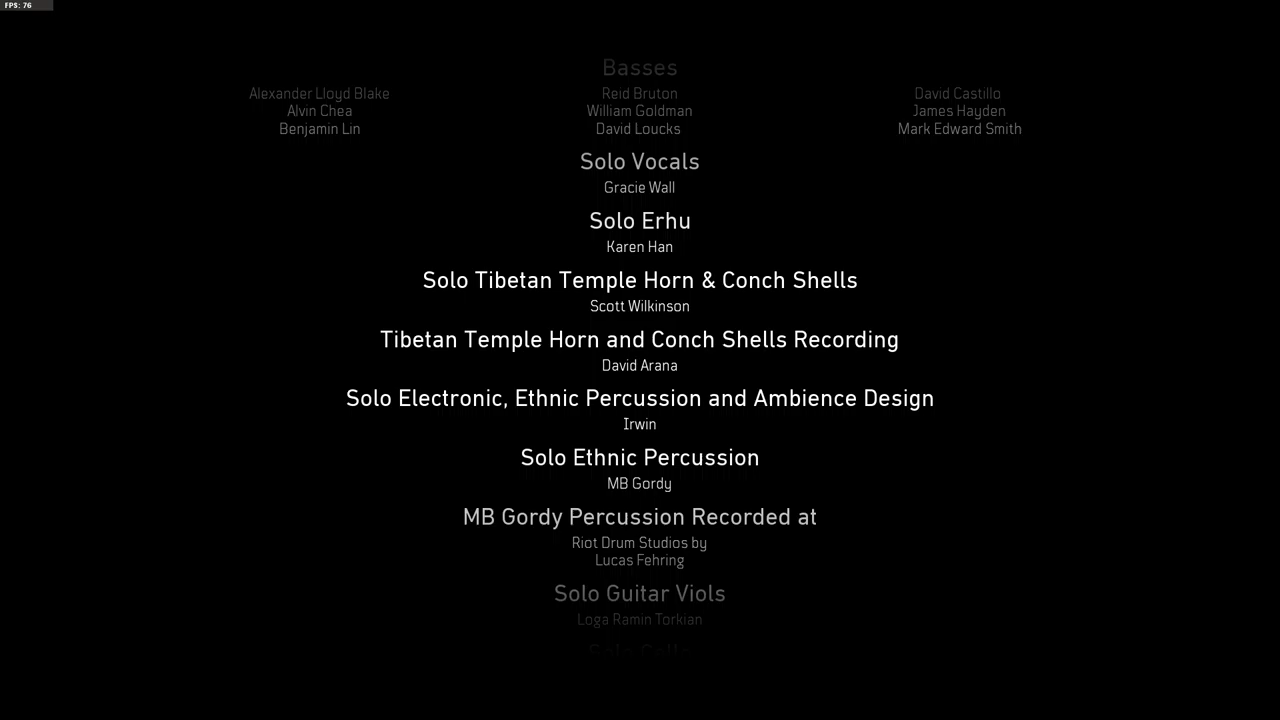 FPS: 76
Basses
Alexander Lloyd Blake Reid Bruton David Castillo
Alvin Chea William Goldman James Hayden
Benjamin Lin David Loucks Mark Edward Smith
Solo Vocals
Gracie Wall
Solo Erhu
Karen Han
Solo Tibetan Temple Horn & Conch Shells
Scott Wilkinson
Tibetan Temple Horn and Conch Shells Recording
David Arana
Solo Electronic, Ethnic Percussion and Ambience Design
Irwin
Solo Ethnic Percussion
MB Gordy
MB Gordy Percussion Recorded at
Riot Drum Studios by
Lucas Fehring
Solo Guitar Viols
Loga Ramin Torkian
Solo Cello